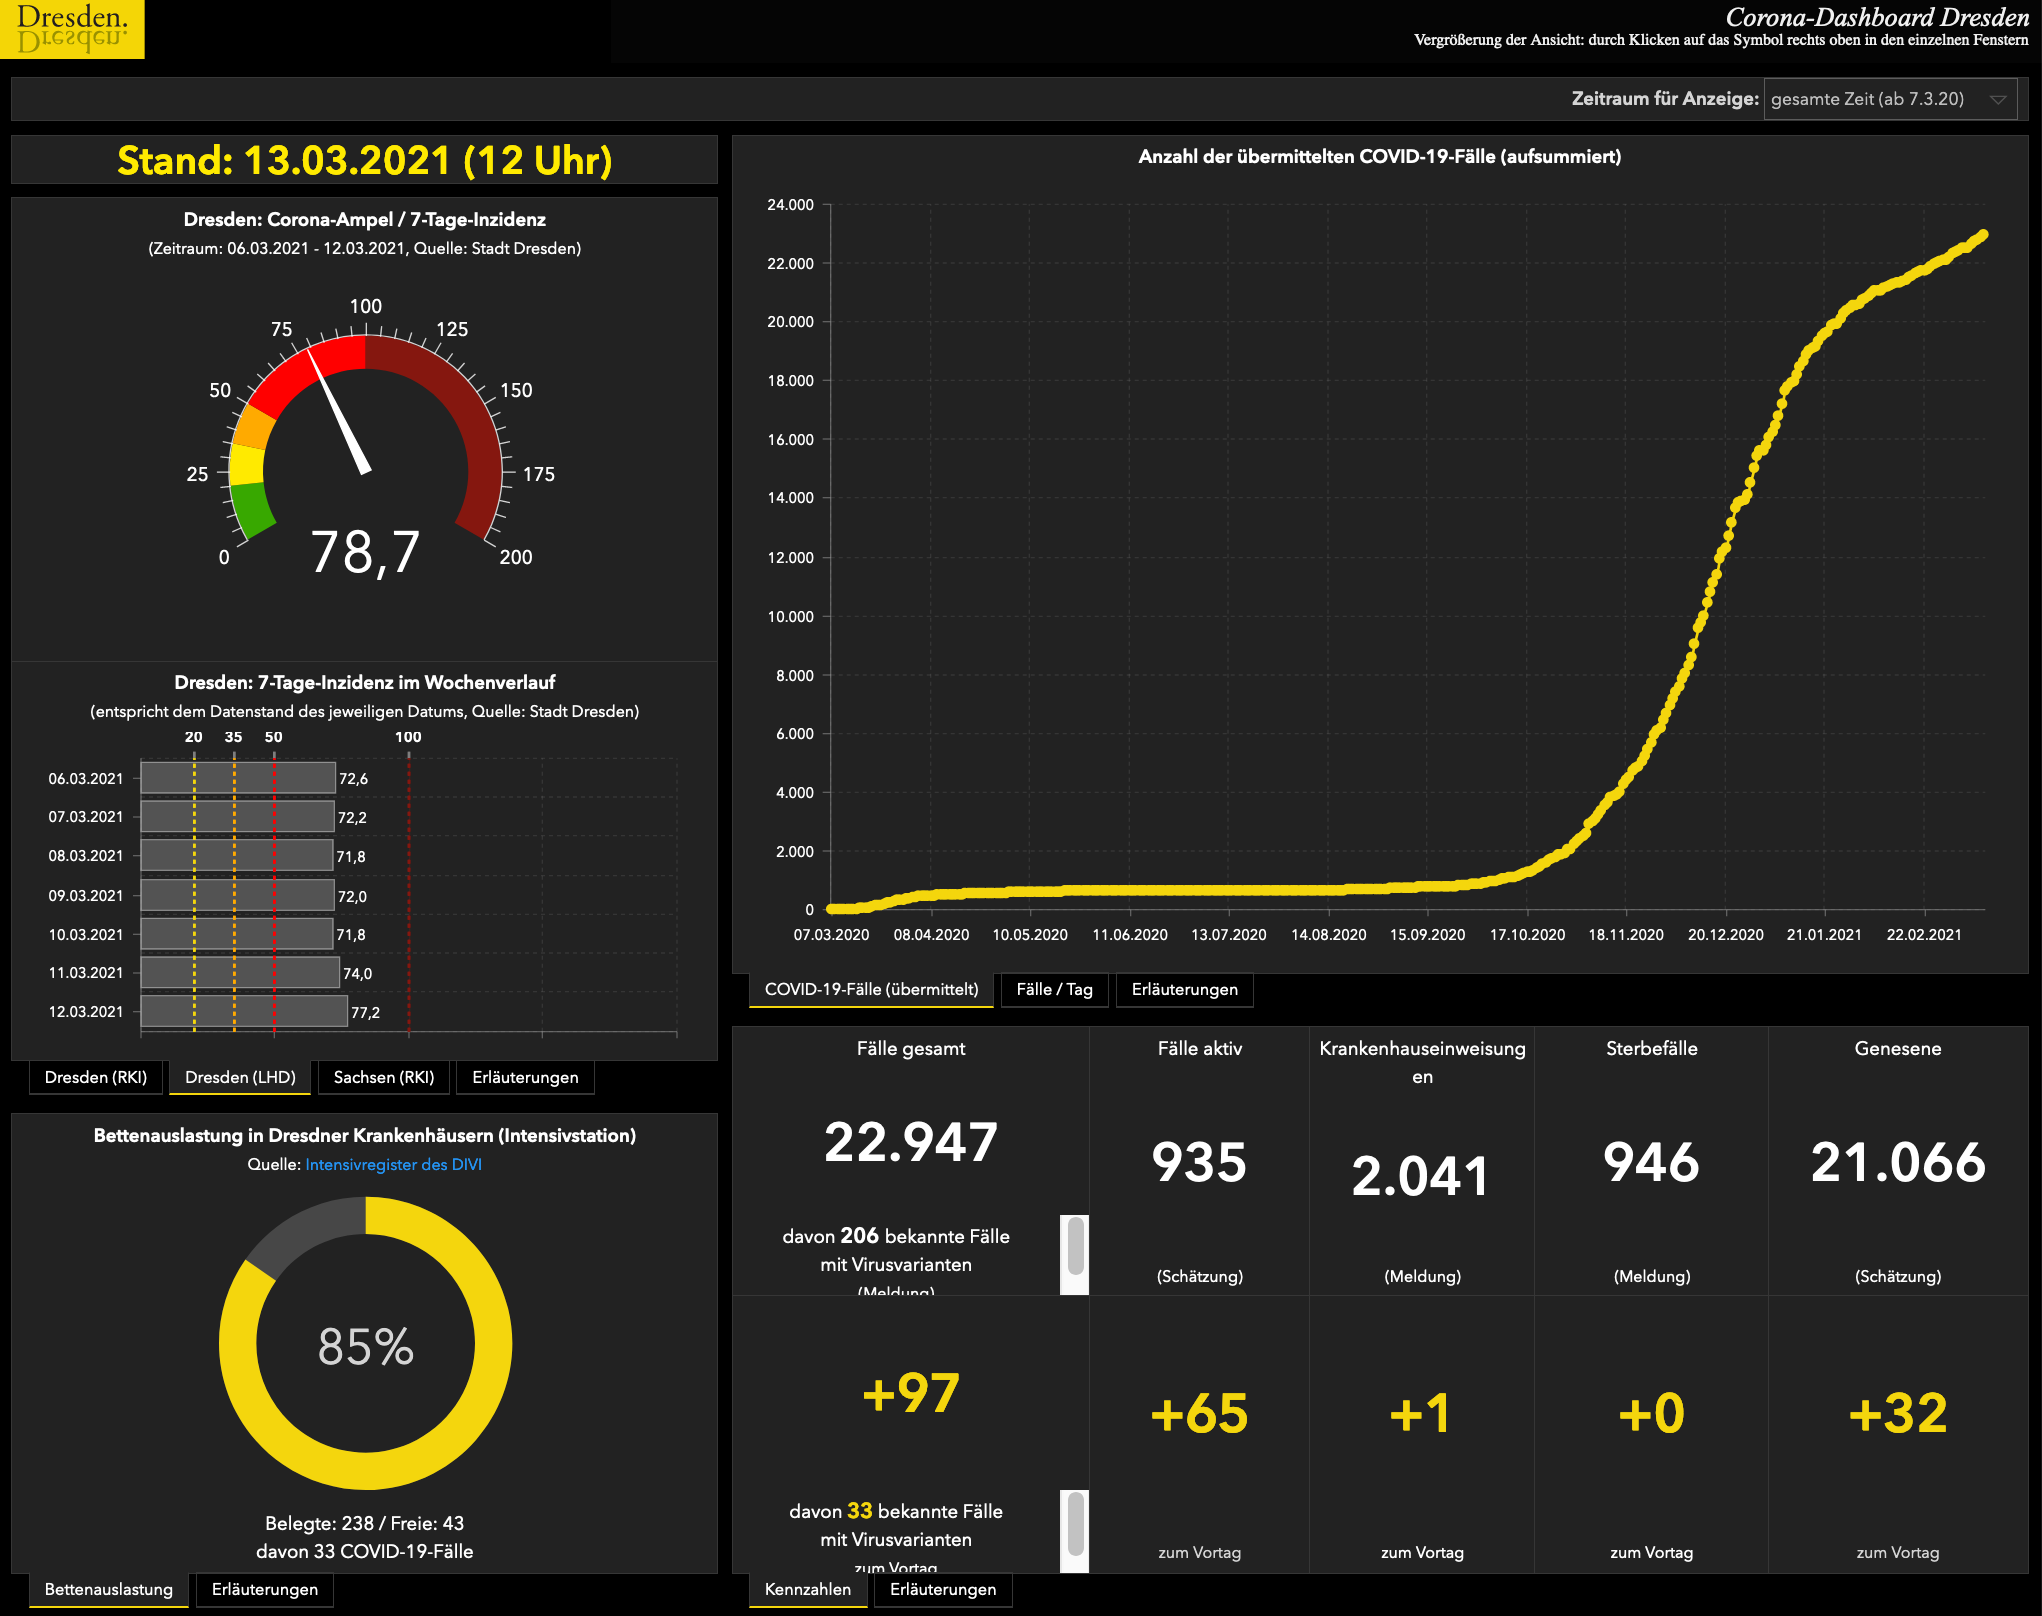 Dresden.
Dresden.
Corona-Dashboard Dresden
Vergrößerung der Ansicht: durch Klicken auf das Symbol rechts oben in den einzelnen Fenstern
Zeitraum für Anzeige: gesamte Zeit (ab 7.3.20)
Stand: 13.03.2021 (12 Uhr)
Dresden: Corona-Ampel / 7-Tage-Inzidenz
(Zeitraum: 06.03.2021 - 12.03.2021, Quelle: Stadt Dresden)
0
25
50
75
100
125
150
175
200
78,7
Dresden: 7-Tage-Inzidenz im Wochenverlauf
(entspricht dem Datenstand des jeweiligen Datums, Quelle: Stadt Dresden)
20 35 50 100
06.03.2021 72,6
07.03.2021 72,2
08.03.2021 71,8
09.03.2021 72,0
10.03.2021 71,8
11.03.2021 74,0
12.03.2021 77,2
Dresden (RKI) Dresden (LHD) Sachsen (RKI) Erläuterungen
Bettenauslastung in Dresdner Krankenhäusern (Intensivstation)
Quelle: Intensivregister des DIVI
85%
Belegte: 238 / Freie: 43
davon 33 COVID-19-Fälle
Bettenauslastung Erläuterungen
Anzahl der übermittelten COVID-19-Fälle (aufsummiert)
24.000
22.000
20.000
18.000
16.000
14.000
12.000
10.000
8.000
6.000
4.000
2.000
0
07.03.2020 08.04.2020 10.05.2020 11.06.2020 13.07.2020 14.08.2020 15.09.2020 17.10.2020 18.11.2020 20.12.2020 21.01.2021 22.02.2021
COVID-19-Fälle (übermittelt) Fälle / Tag Erläuterungen
Fälle gesamt
22.947
davon 206 bekannte Fälle
mit Virusvarianten
(Meldung)
Fälle aktiv
935
(Schätzung)
Krankenhauseinweisung
en
2.041
(Meldung)
Sterbefälle
946
(Meldung)
Genesene
21.066
(Schätzung)
+97
davon 33 bekannte Fälle
mit Virusvarianten
zum Vortag
+65
zum Vortag
+1
zum Vortag
+0
zum Vortag
+32
zum Vortag
Kennzahlen Erläuterungen